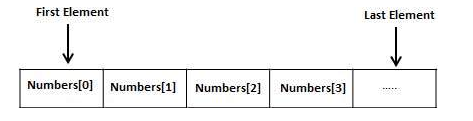 First Element
Last Element
Numbers[0] Numbers[1] Numbers[2] Numbers[3] .....